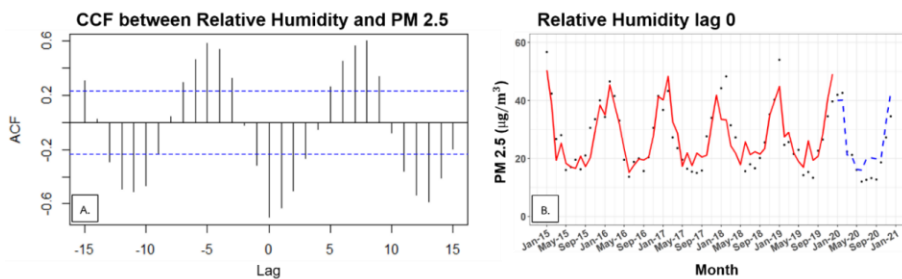 CCF between Relative Humidity and PM 2.5
ACF
0.6
0.2
-0.2
-0.6
A.
-15
-10
-5
0
5
10
15
Lag
Relative Humidity lag 0
PM 2.5 (μg/m³)
60
40
20
0
B.
Jan-15
May-15
Sep-15
Jan-16
May-16
Sep-16
Jan-17
May-17
Sep-17
Jan-18
May-18
Sep-18
Jan-19
May-19
Sep-19
Jan-20
May-20
Sep-20
Jan-21
Month